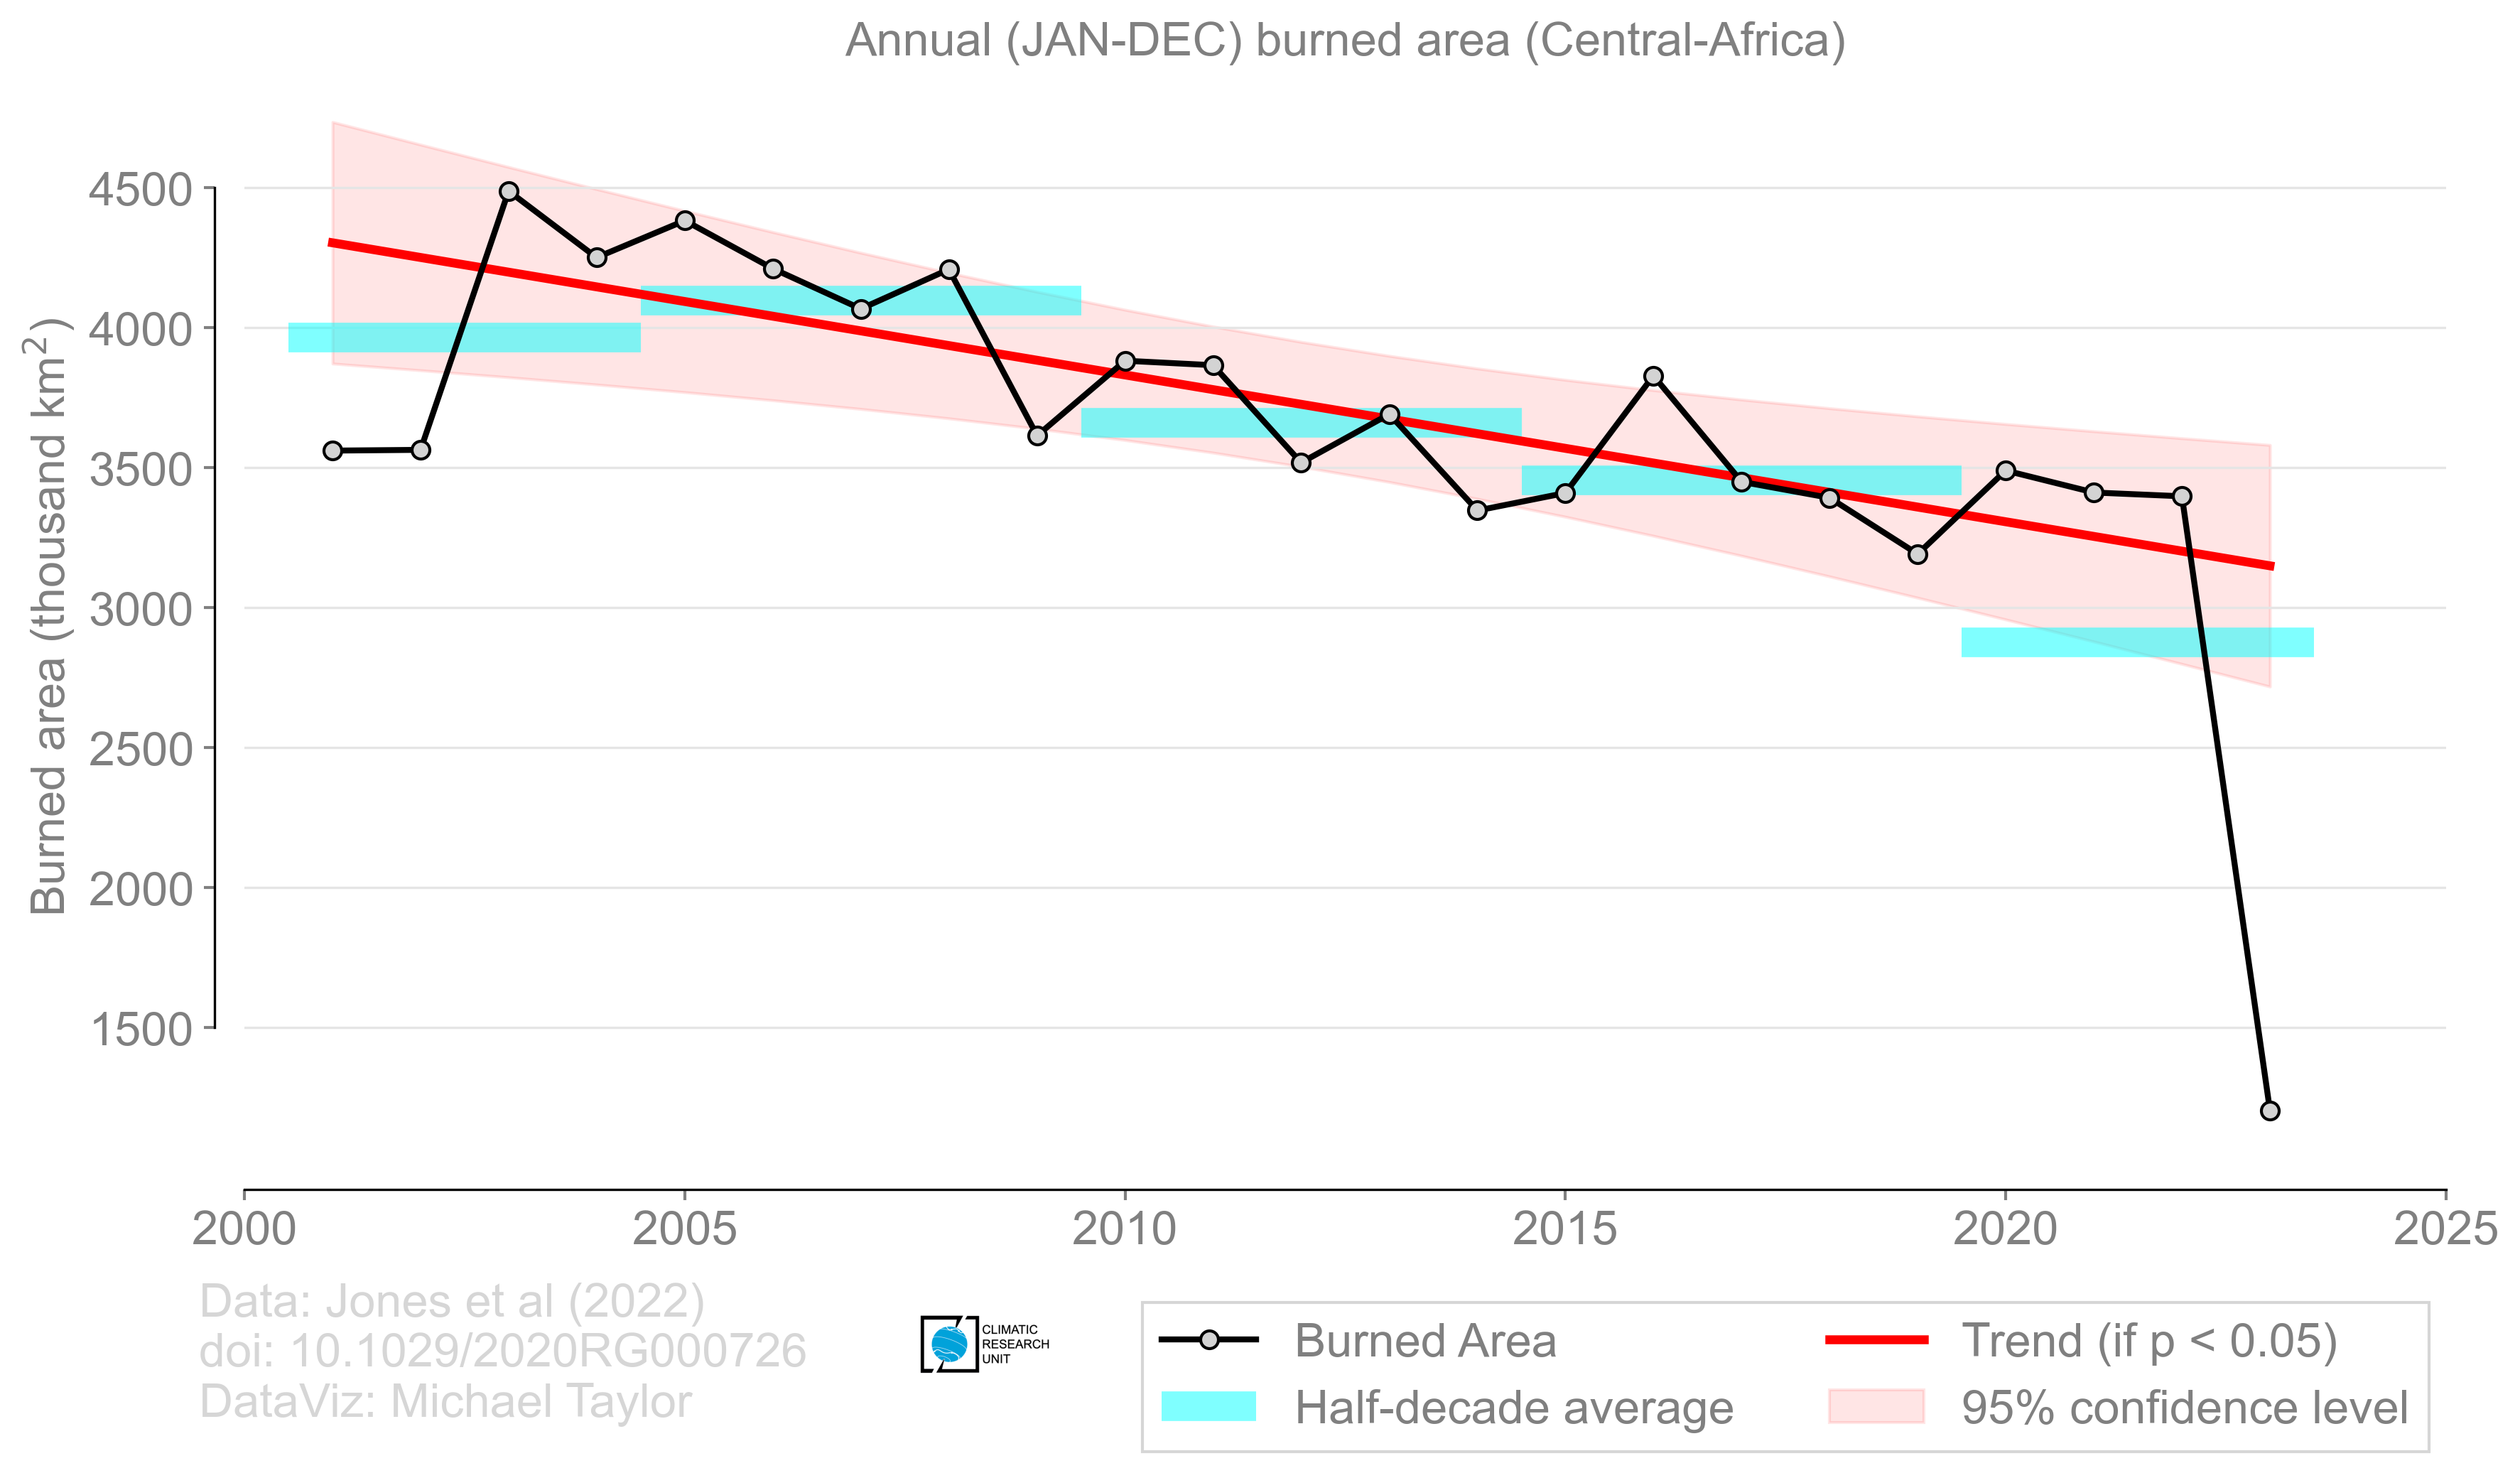 Annual (JAN-DEC) burned area (Central-Africa)
Burned area (thousand km²)
4500
4000
3500
3000
2500
2000
1500
2000 2005 2010 2015 2020 2025
Data: Jones et al (2022)
doi: 10.1029/2020RG000726
DataViz: Michael Taylor
CLIMATIC
RESEARCH
UNIT
Burned Area
Half-decade average
Trend (if p < 0.05)
95% confidence level